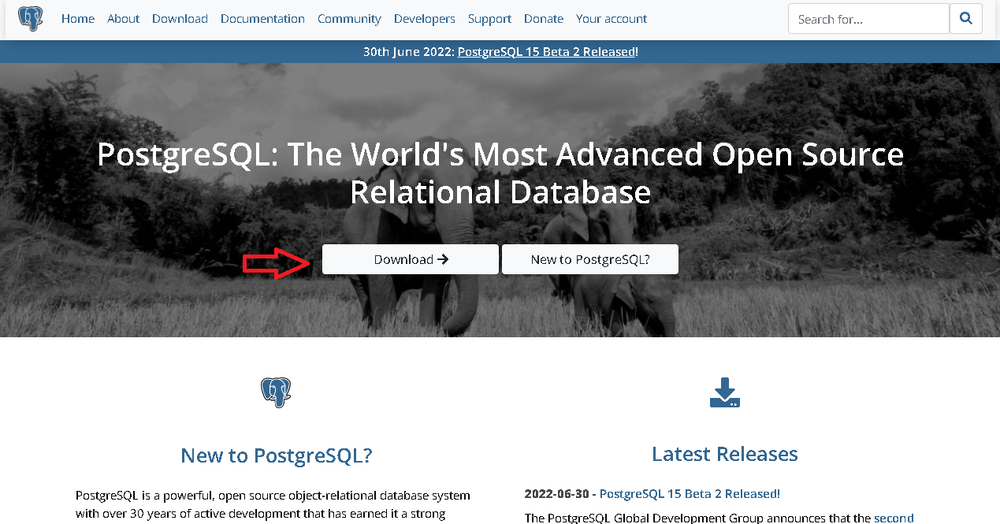 Home About Download Documentation Community Developers Support Donate Your account Search for...
30th June 2022: PostgreSQL 15 Beta 2 Released!
PostgreSQL: The World's Most Advanced Open Source
Relational Database
Download New to PostgreSQL?
New to PostgreSQL?
PostgreSQL is a powerful, open source object-relational database system
with over 30 years of active development that has earned it a strong
Latest Releases
2022-06-30 - PostgreSQL 15 Beta 2 Released!
The PostgreSQL Global Development Group announces that the second